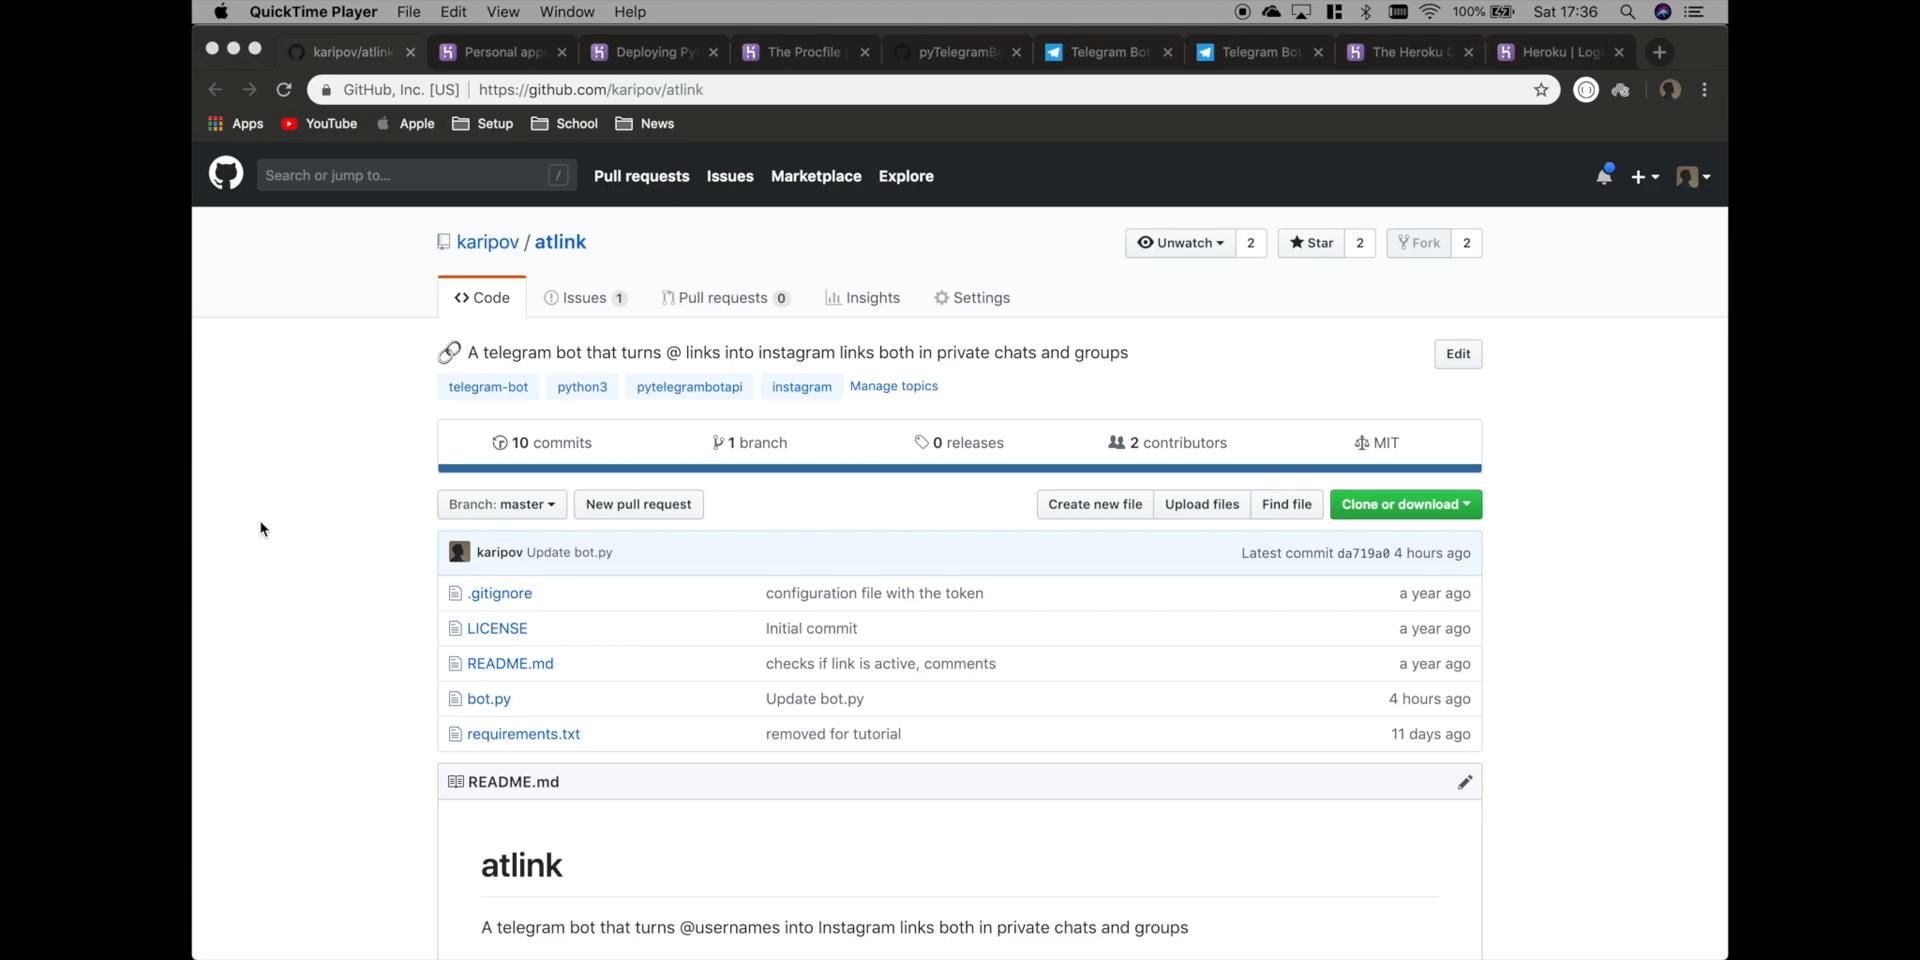 QuickTime Player File Edit View Window Help 100% Sat 17:36
karipov/atlink Personal apps Deploying Py The Procfile pyTelegramBo Telegram Bot Telegram Bot The Heroku C Heroku | Logi
GitHub, Inc. [US] https://github.com/karipov/atlink
Apps YouTube Apple Setup School News
Search or jump to... / Pull requests Issues Marketplace Explore
karipov / atlink Unwatch 2 Star 2 Fork 2
Code Issues 1 Pull requests 0 Insights Settings
A telegram bot that turns @ links into instagram links both in private chats and groups Edit
telegram-bot python3 pytelegrambotapi instagram Manage topics
10 commits 1 branch 0 releases 2 contributors MIT
Branch: master New pull request Create new file Upload files Find file Clone or download
karipov Update bot.py Latest commit da719a0 4 hours ago
.gitignore configuration file with the token a year ago
LICENSE Initial commit a year ago
README.md checks if link is active, comments a year ago
bot.py Update bot.py 4 hours ago
requirements.txt removed for tutorial 11 days ago
README.md
atlink
A telegram bot that turns @usernames into Instagram links both in private chats and groups